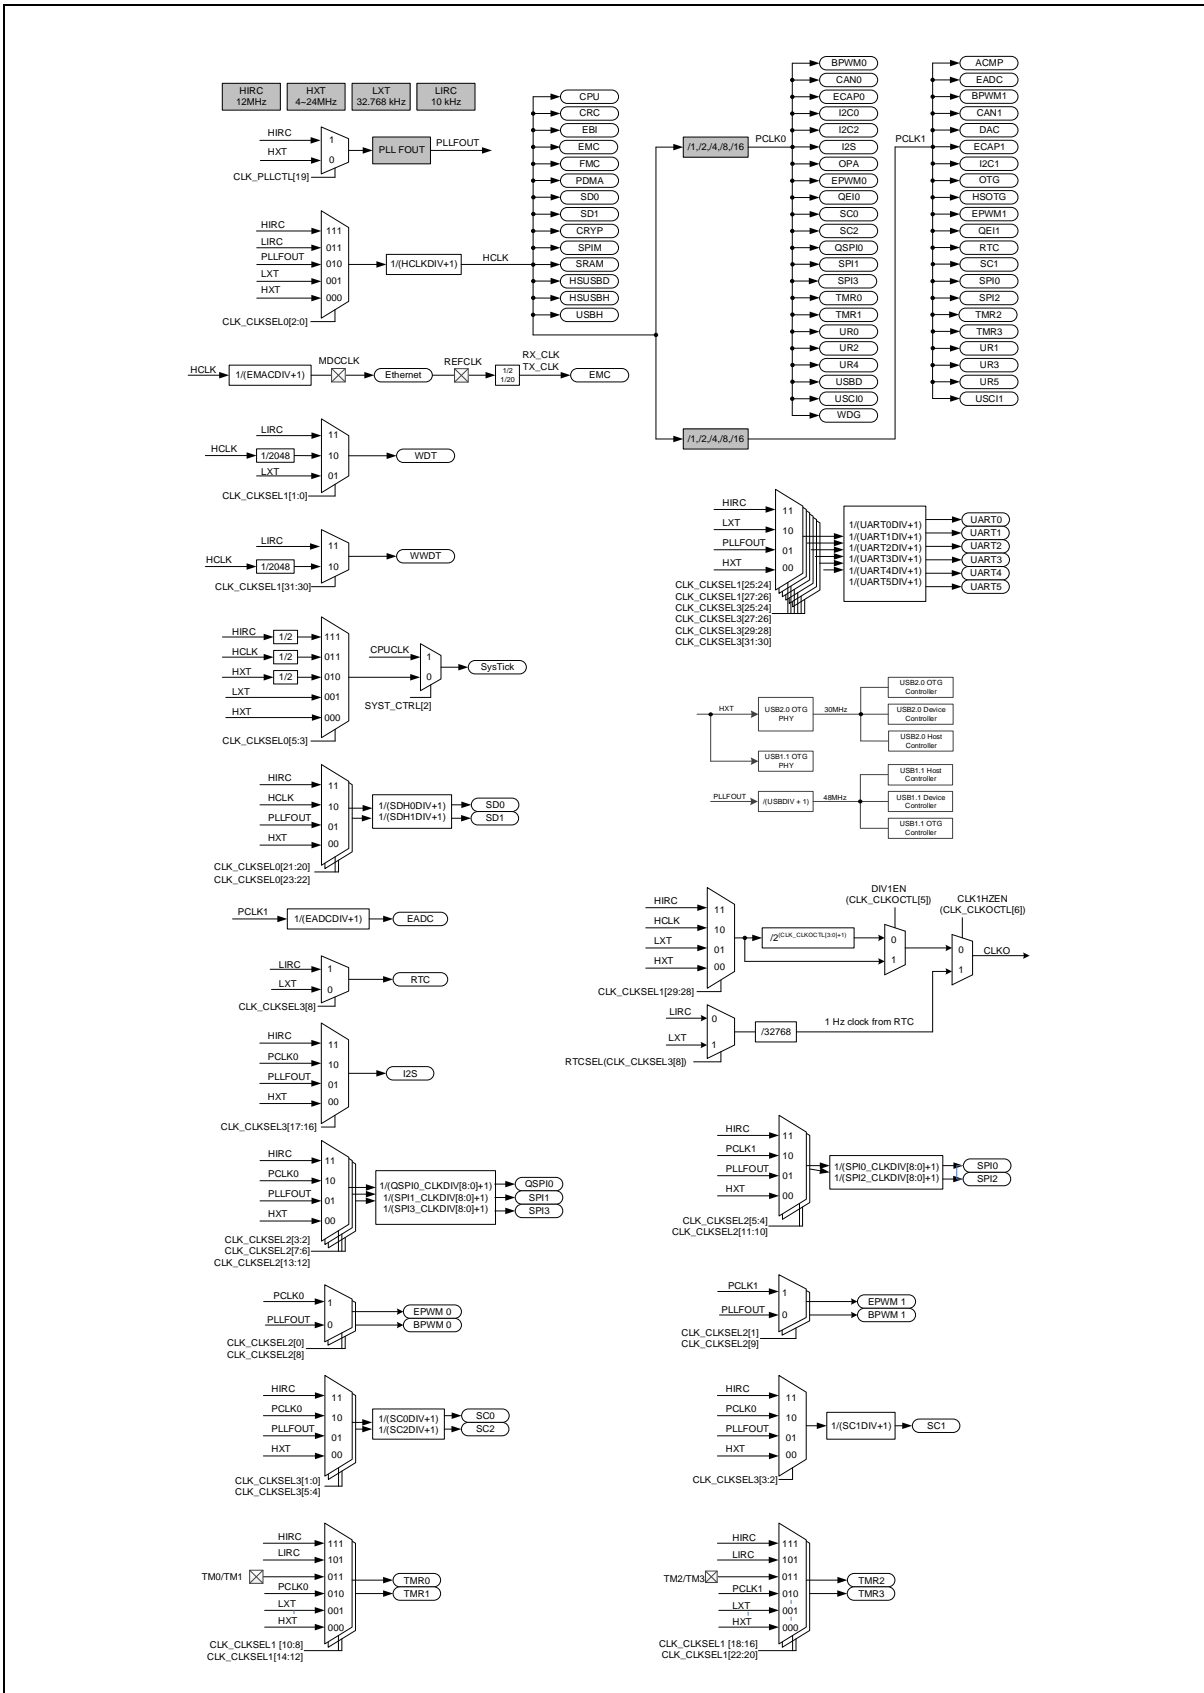 HIRC
12MHz
HXT
4~24MHz
LXT
32.768 kHz
LIRC
10 kHz
HIRC
HXT
1
0
CLK_PLLCTL[19]
PLL FOUT
PLLFOUT
HIRC
LIRC
PLLFOUT
LXT
HXT
111
011
010
001
000
CLK_CLKSEL0[2:0]
1/(HCLKDIV+1)
HCLK
CPU
CRC
EBI
EMC
FMC
PDMA
SD0
SD1
CRYP
SPIM
SRAM
HSUSBD
HSUSBH
USBH
/1,/2,/4,/8,/16
PCLK0
BPWM0
CAN0
ECAP0
I2C0
I2C2
I2S
OPA
EPWM0
QEI0
SC0
SC2
QSPI0
SPI1
SPI3
TMR0
TMR1
UR0
UR2
UR4
USBD
USCI0
WDG
/1,/2,/4,/8,/16
PCLK1
ACMP
EADC
BPWM1
CAN1
DAC
ECAP1
I2C1
OTG
HSOTG
EPWM1
QEI1
RTC
SC1
SPI0
SPI2
TMR2
TMR3
UR1
UR3
UR5
USCI1
HCLK
1/(EMACDIV+1)
MDCCLK
Ethernet
REFCLK
1/2
1/20
RX_CLK
TX_CLK
EMC
LIRC
HCLK
1/2048
LXT
11
10
01
CLK_CLKSEL1[1:0]
WDT
LIRC
HCLK
1/2048
11
10
CLK_CLKSEL1[31:30]
WWDT
HIRC
LXT
PLLFOUT
HXT
11
10
01
00
CLK_CLKSEL1[25:24]
CLK_CLKSEL1[27:26]
CLK_CLKSEL3[25:24]
CLK_CLKSEL3[27:26]
CLK_CLKSEL3[29:28]
CLK_CLKSEL3[31:30]
1/(UART0DIV+1)
1/(UART1DIV+1)
1/(UART2DIV+1)
1/(UART3DIV+1)
1/(UART4DIV+1)
1/(UART5DIV+1)
UART0
UART1
UART2
UART3
UART4
UART5
HIRC
1/2
HCLK
1/2
HXT
1/2
LXT
HXT
111
011
010
001
000
CLK_CLKSEL0[5:3]
CPUCLK
1
0
SYST_CTRL[2]
SysTick
HXT
USB2.0 OTG
PHY
30MHz
USB2.0 OTG
Controller
USB2.0 Device
Controller
USB2.0 Host
Controller
USB1.1 OTG
PHY
PLLFOUT
/(USBDIV + 1)
48MHz
USB1.1 Host
Controller
USB1.1 Device
Controller
USB1.1 OTG
Controller
HIRC
HCLK
PLLFOUT
HXT
11
10
01
00
CLK_CLKSEL0[21:20]
CLK_CLKSEL0[23:22]
1/(SDH0DIV+1)
1/(SDH1DIV+1)
SD0
SD1
PCLK1
1/(EADCDIV+1)
EADC
LIRC
LXT
1
0
CLK_CLKSEL3[8]
RTC
HIRC
HCLK
LXT
HXT
11
10
01
00
CLK_CLKSEL1[29:28]
/2(CLK_CLKOCTL[3:0]+1)
DIV1EN
(CLK_CLKOCTL[5])
0
1
CLK1HZEN
(CLK_CLKOCTL[6])
0
1
CLKO
LIRC
LXT
0
1
RTCSEL(CLK_CLKSEL3[8])
/32768
1 Hz clock from RTC
HIRC
PCLK0
PLLFOUT
HXT
11
10
01
00
CLK_CLKSEL3[17:16]
I2S
HIRC
PCLK0
PLLFOUT
HXT
11
10
01
00
CLK_CLKSEL2[3:2]
CLK_CLKSEL2[7:6]
CLK_CLKSEL2[13:12]
1/(QSPI0_CLKDIV[8:0]+1)
1/(SPI1_CLKDIV[8:0]+1)
1/(SPI3_CLKDIV[8:0]+1)
QSPI0
SPI1
SPI3
HIRC
PCLK1
PLLFOUT
HXT
11
10
01
00
CLK_CLKSEL2[5:4]
CLK_CLKSEL2[11:10]
1/(SPI0_CLKDIV[8:0]+1)
1/(SPI2_CLKDIV[8:0]+1)
SPI0
SPI2
PCLK0
PLLFOUT
1
0
CLK_CLKSEL2[0]
CLK_CLKSEL2[8]
EPWM 0
BPWM 0
PCLK1
PLLFOUT
1
0
CLK_CLKSEL2[1]
CLK_CLKSEL2[9]
EPWM 1
BPWM 1
HIRC
PCLK0
PLLFOUT
HXT
11
10
01
00
CLK_CLKSEL3[1:0]
CLK_CLKSEL3[5:4]
1/(SC0DIV+1)
1/(SC2DIV+1)
SC0
SC2
HIRC
PCLK0
PLLFOUT
HXT
11
10
01
00
CLK_CLKSEL3[3:2]
1/(SC1DIV+1)
SC1
HIRC
LIRC
TM0/TM1
PCLK0
LXT
HXT
111
101
011
010
001
000
CLK_CLKSEL1 [10:8]
CLK_CLKSEL1[14:12]
TMR0
TMR1
HIRC
LIRC
TM2/TM3
PCLK1
LXT
HXT
111
101
011
010
001
000
CLK_CLKSEL1 [18:16]
CLK_CLKSEL1[22:20]
TMR2
TMR3